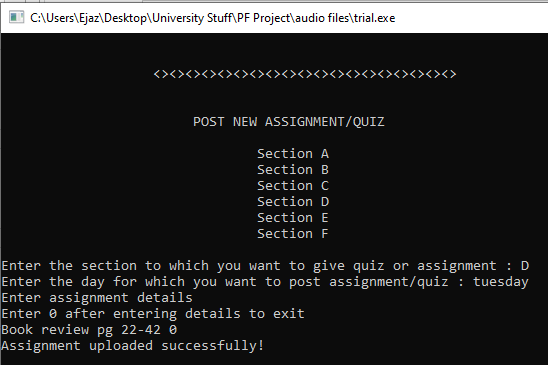 C:\Users\Ejaz\Desktop\University Stuff\PF Project\audio files\trial.exe
<><><><><><><><><><><><><><><><><><><>
POST NEW ASSIGNMENT/QUIZ
Section A
Section B
Section C
Section D
Section E
Section F
Enter the section to which you want to give quiz or assignment : D
Enter the day for which you want to post assignment/quiz : tuesday
Enter assignment details
Enter 0 after entering details to exit
Book review pg 22-42 0
Assignment uploaded successfully!